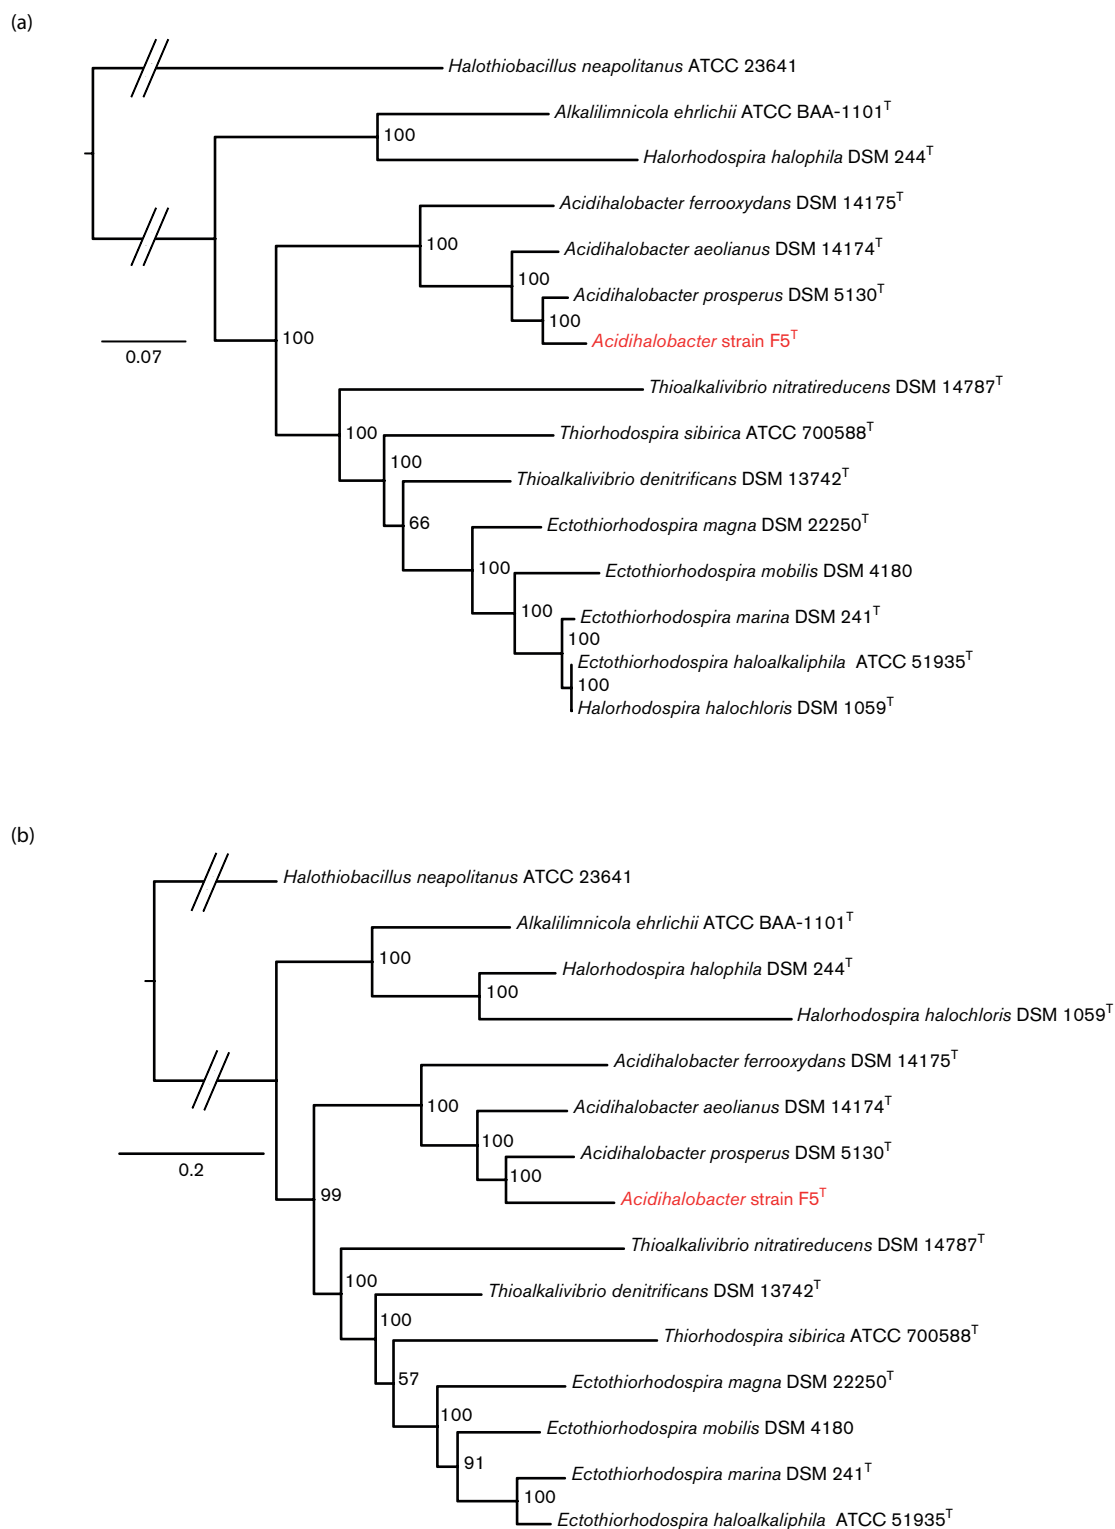 (a)
Halothiobacillus neapolitanus ATCC 23641
Alkalilimnicola ehrlichii ATCC BAA-1101ᵀ
100
Halorhodospira halophila DSM 244ᵀ
Acidihalobacter ferrooxydans DSM 14175ᵀ
100
Acidihalobacter aeolianus DSM 14174ᵀ
100
Acidihalobacter prosperus DSM 5130ᵀ
100
Acidihalobacter strain F5ᵀ
100
0.07
Thioalkalivibrio nitratireducens DSM 14787ᵀ
100
Thiorhodospira sibirica ATCC 700588ᵀ
100
Thioalkalivibrio denitrificans DSM 13742ᵀ
66
Ectothiorhodospira magna DSM 22250ᵀ
100
Ectothiorhodospira mobilis DSM 4180
100
Ectothiorhodospira marina DSM 241ᵀ
100
Ectothiorhodospira haloalkaliphila ATCC 51935ᵀ
100
Halorhodospira halochloris DSM 1059ᵀ
(b)
Halothiobacillus neapolitanus ATCC 23641
Alkalilimnicola ehrlichii ATCC BAA-1101ᵀ
100
Halorhodospira halophila DSM 244ᵀ
100
Halorhodospira halochloris DSM 1059ᵀ
Acidihalobacter ferrooxydans DSM 14175ᵀ
100
Acidihalobacter aeolianus DSM 14174ᵀ
100
Acidihalobacter prosperus DSM 5130ᵀ
0.2
100
Acidihalobacter strain F5ᵀ
99
Thioalkalivibrio nitratireducens DSM 14787ᵀ
100
Thioalkalivibrio denitrificans DSM 13742ᵀ
100
Thiorhodospira sibirica ATCC 700588ᵀ
57
Ectothiorhodospira magna DSM 22250ᵀ
100
Ectothiorhodospira mobilis DSM 4180
91
Ectothiorhodospira marina DSM 241ᵀ
100
Ectothiorhodospira haloalkaliphila ATCC 51935ᵀ